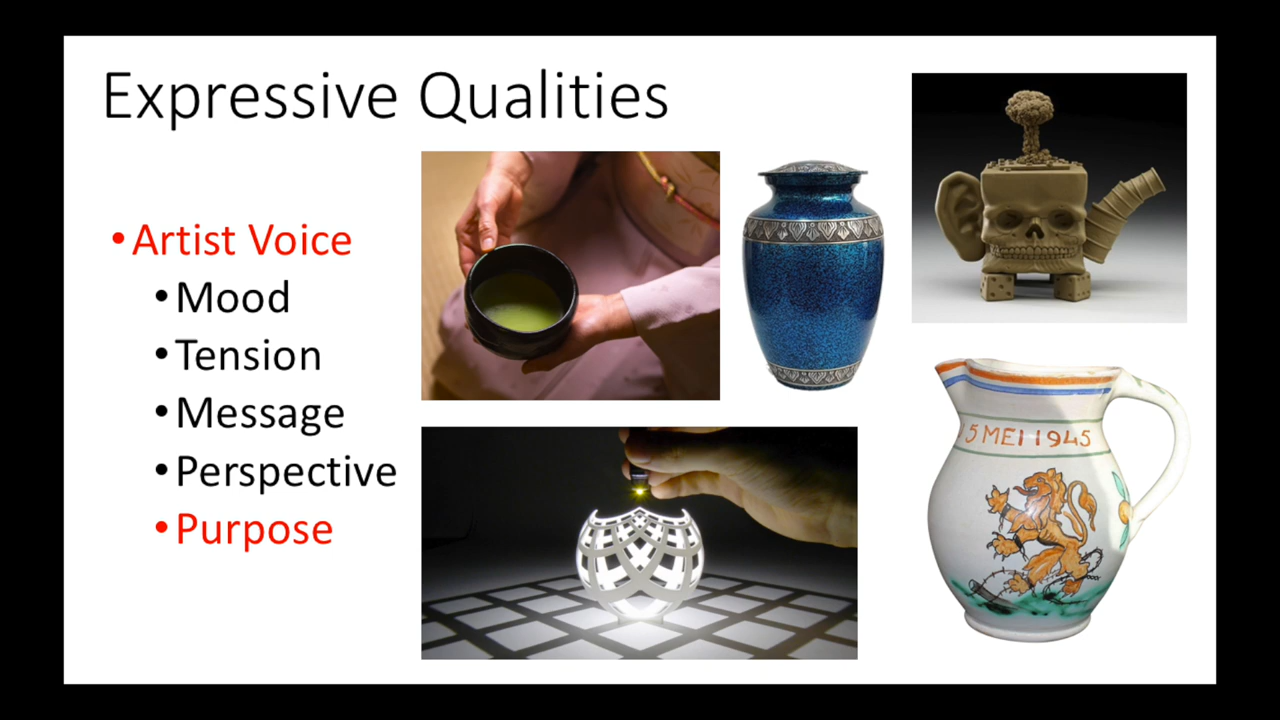 Expressive Qualities
•Artist Voice
•Mood
•Tension
•Message
•Perspective
•Purpose
5 MEI 1945